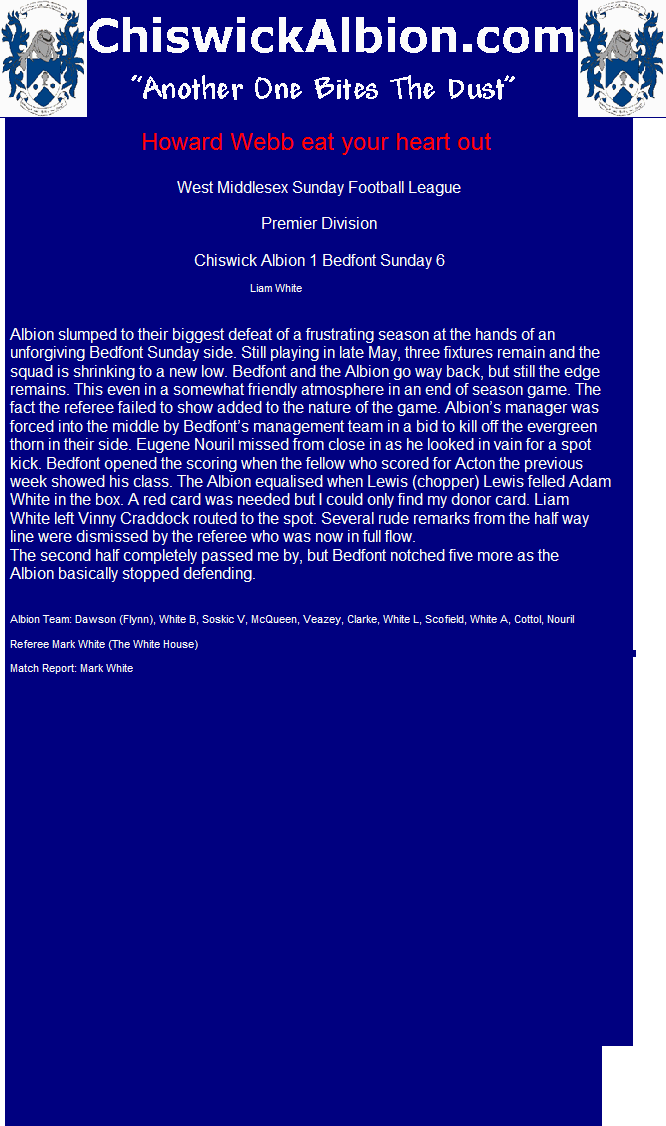 ChiswickAlbion.com
“Another One Bites The Dust”
Howard Webb eat your heart out
West Middlesex Sunday Football League
Premier Division
Chiswick Albion 1 Bedfont Sunday 6
Liam White
Albion slumped to their biggest defeat of a frustrating season at the hands of an
unforgiving Bedfont Sunday side. Still playing in late May, three fixtures remain and the
squad is shrinking to a new low. Bedfont and the Albion go way back, but still the edge
remains. This even in a somewhat friendly atmosphere in an end of season game. The
fact the referee failed to show added to the nature of the game. Albion’s manager was
forced into the middle by Bedfont’s management team in a bid to kill off the evergreen
thorn in their side. Eugene Nouril missed from close in as he looked in vain for a spot
kick. Bedfont opened the scoring when the fellow who scored for Acton the previous
week showed his class. The Albion equalised when Lewis (chopper) Lewis felled Adam
White in the box. A red card was needed but I could only find my donor card. Liam
White left Vinny Craddock routed to the spot. Several rude remarks from the half way
line were dismissed by the referee who was now in full flow.
The second half completely passed me by, but Bedfont notched five more as the
Albion basically stopped defending.
Albion Team: Dawson (Flynn), White B, Soskic V, McQueen, Veazey, Clarke, White L, Scofield, White A, Cottol, Nouril
Referee Mark White (The White House)
Match Report: Mark White